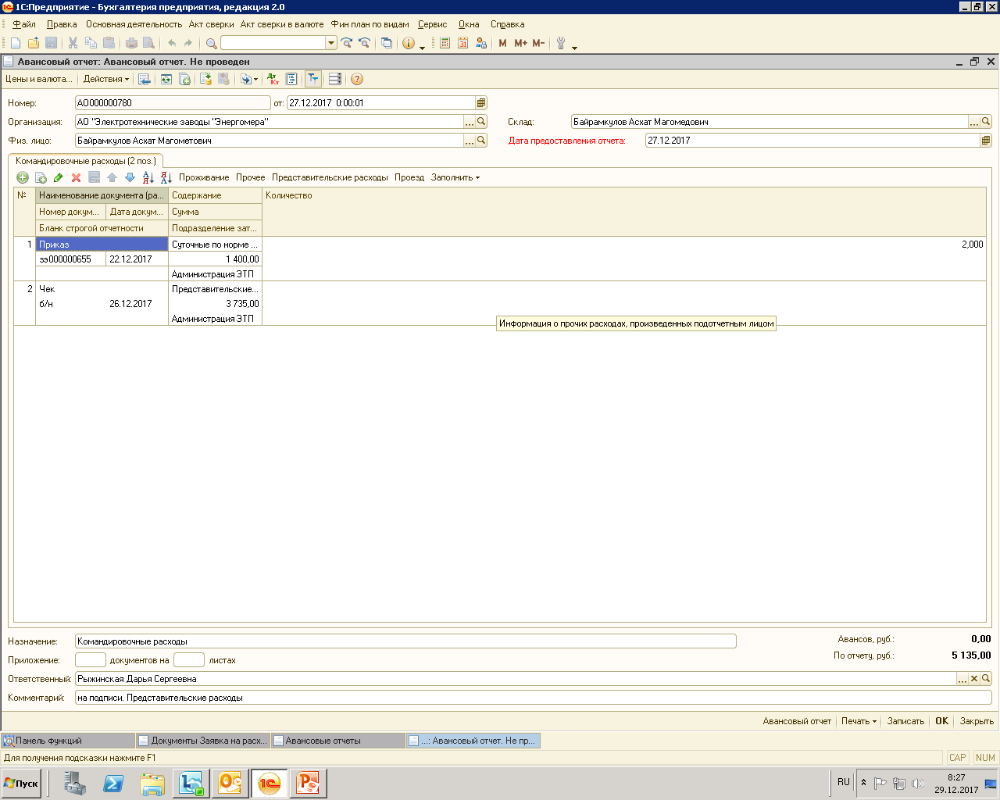 1С:Предприятие - Бухгалтерия предприятия, редакция 2.0
Файл Правка Основная деятельность Акт сверки Акт сверки в валюте Фин план по видам Сервис Окна Справка
M M+ M-
Авансовый отчет: Авансовый отчет. Не проведен
Цены и валюта... Действия
Номер: АО000000780 от: 27.12.2017 0:00:01
Организация: АО "Электротехнические заводы "Энергомера" Склад: Байрамкулов Асхат Магомедович
Физ. лицо: Байрамкулов Асхат Магометович Дата предоставления отчета: 27.12.2017
Командировочные расходы (2 поз.)
Проживание Прочее Представительские расходы Проезд Заполнить
№ Наименование документа (ра... Содержание Количество
Номер докум... Дата докум... Сумма
Бланк строгой отчетности Подразделение зат...
1 Приказ Суточные по норме ... 2,000
зэ000000655 22.12.2017 1 400,00
Администрация ЭТП
2 Чек Представительские...
б/н 26.12.2017 3 735,00
Администрация ЭТП
Информация о прочих расходах, произведенных подотчетным лицом
Назначение: Командировочные расходы Авансов, руб.: 0,00
Приложение: документов на листах По отчету, руб.: 5 135,00
Ответственный: Рыжинская Дарья Сергеевна
Комментарий: на подписи. Представительские расходы
Авансовый отчет Печать Записать OK Закрыть
Панель функций Документы Заявка на расх... Авансовые отчеты ...: Авансовый отчет. Не пр...
Для получения подсказки нажмите F1 CAP NUM
Пуск RU 8:27
29.12.2017